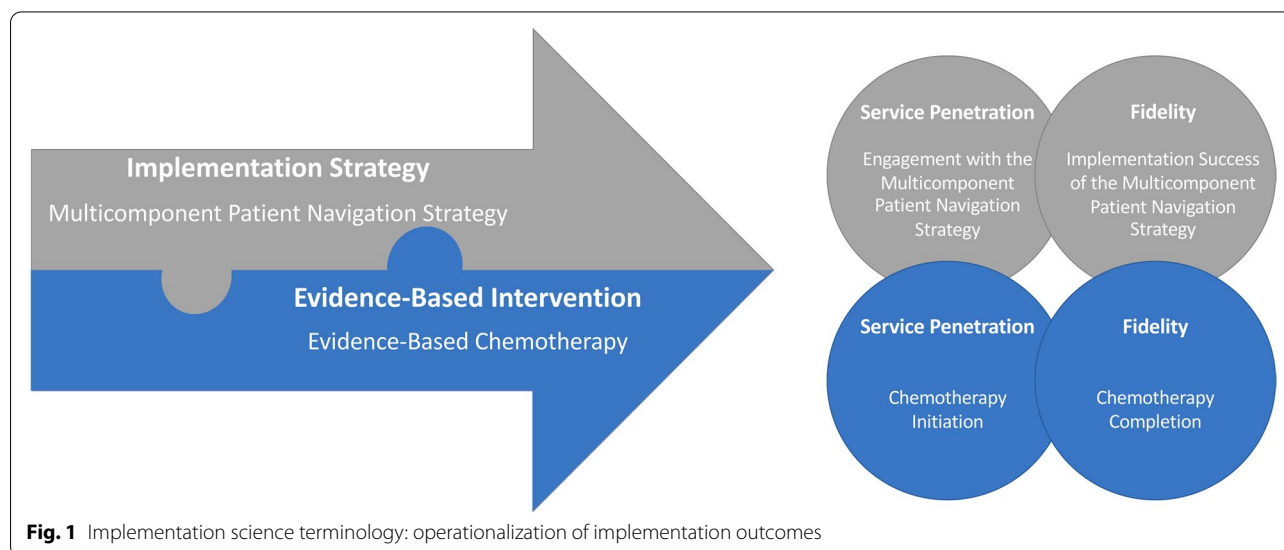 Implementation Strategy
Multicomponent Patient Navigation Strategy
Evidence-Based Intervention
Evidence-Based Chemotherapy
Service Penetration
Engagement with the
Multicomponent
Patient Navigation
Strategy
Fidelity
Implementation Success
of the Multicomponent
Patient Navigation
Strategy
Service Penetration
Chemotherapy
Initiation
Fidelity
Chemotherapy
Completion
Fig. 1 Implementation science terminology: operationalization of implementation outcomes